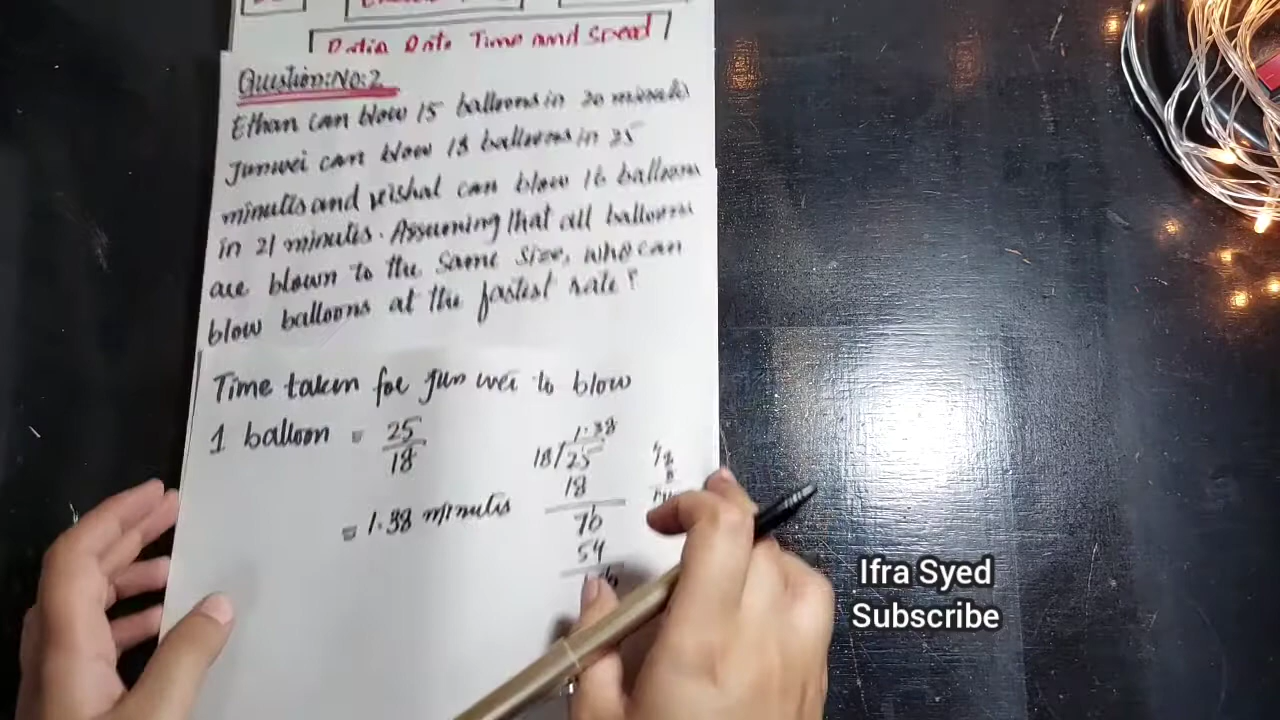 Ratio Rate Time and Speed
Question:No:2
Ethan can blow 15 balloons in 20 minutes
Junwei can blow 18 balloons in 25
minutes and vishal can blow 16 balloons
in 21 minutes. Assuming that all balloons
are blown to the same size, who can
blow balloons at the fastest rate?
Time taken for Jun wei to blow
1 balloon = 25
18
= 1.38 minutes
1.38
18/25
18
70
54
Ifra Syed
Subscribe